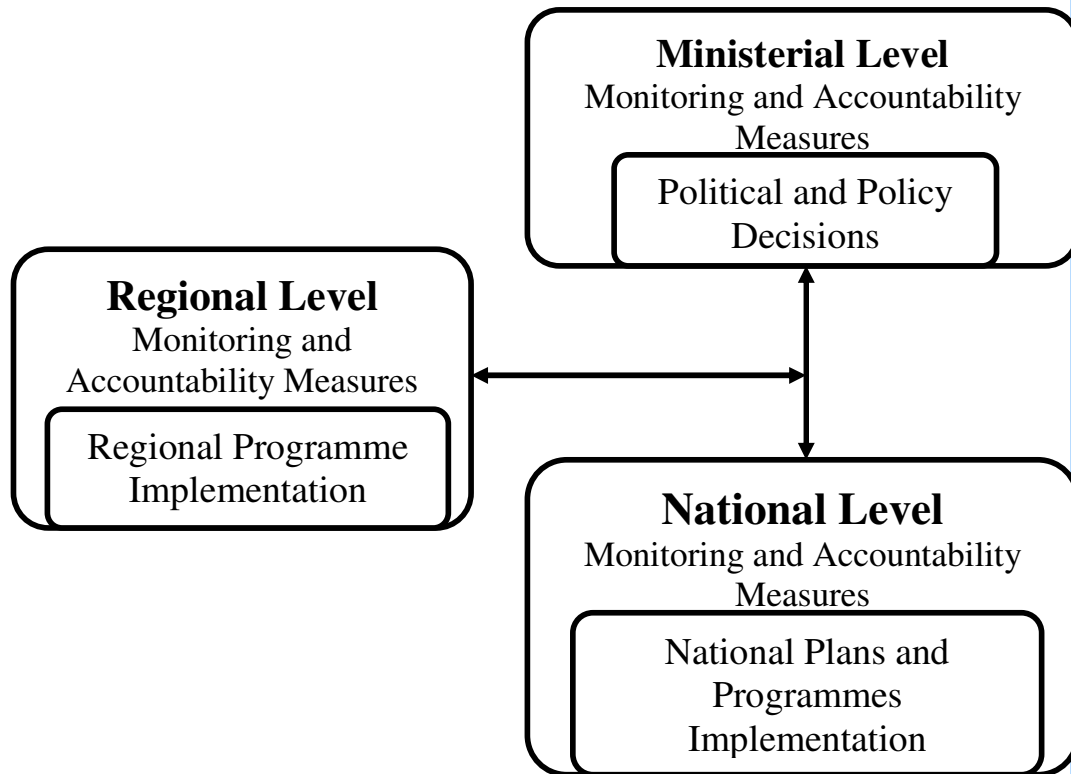 Ministerial Level
Monitoring and Accountability
Measures
Political and Policy
Decisions
Regional Level
Monitoring and
Accountability Measures
Regional Programme
Implementation
National Level
Monitoring and Accountability
Measures
National Plans and
Programmes
Implementation